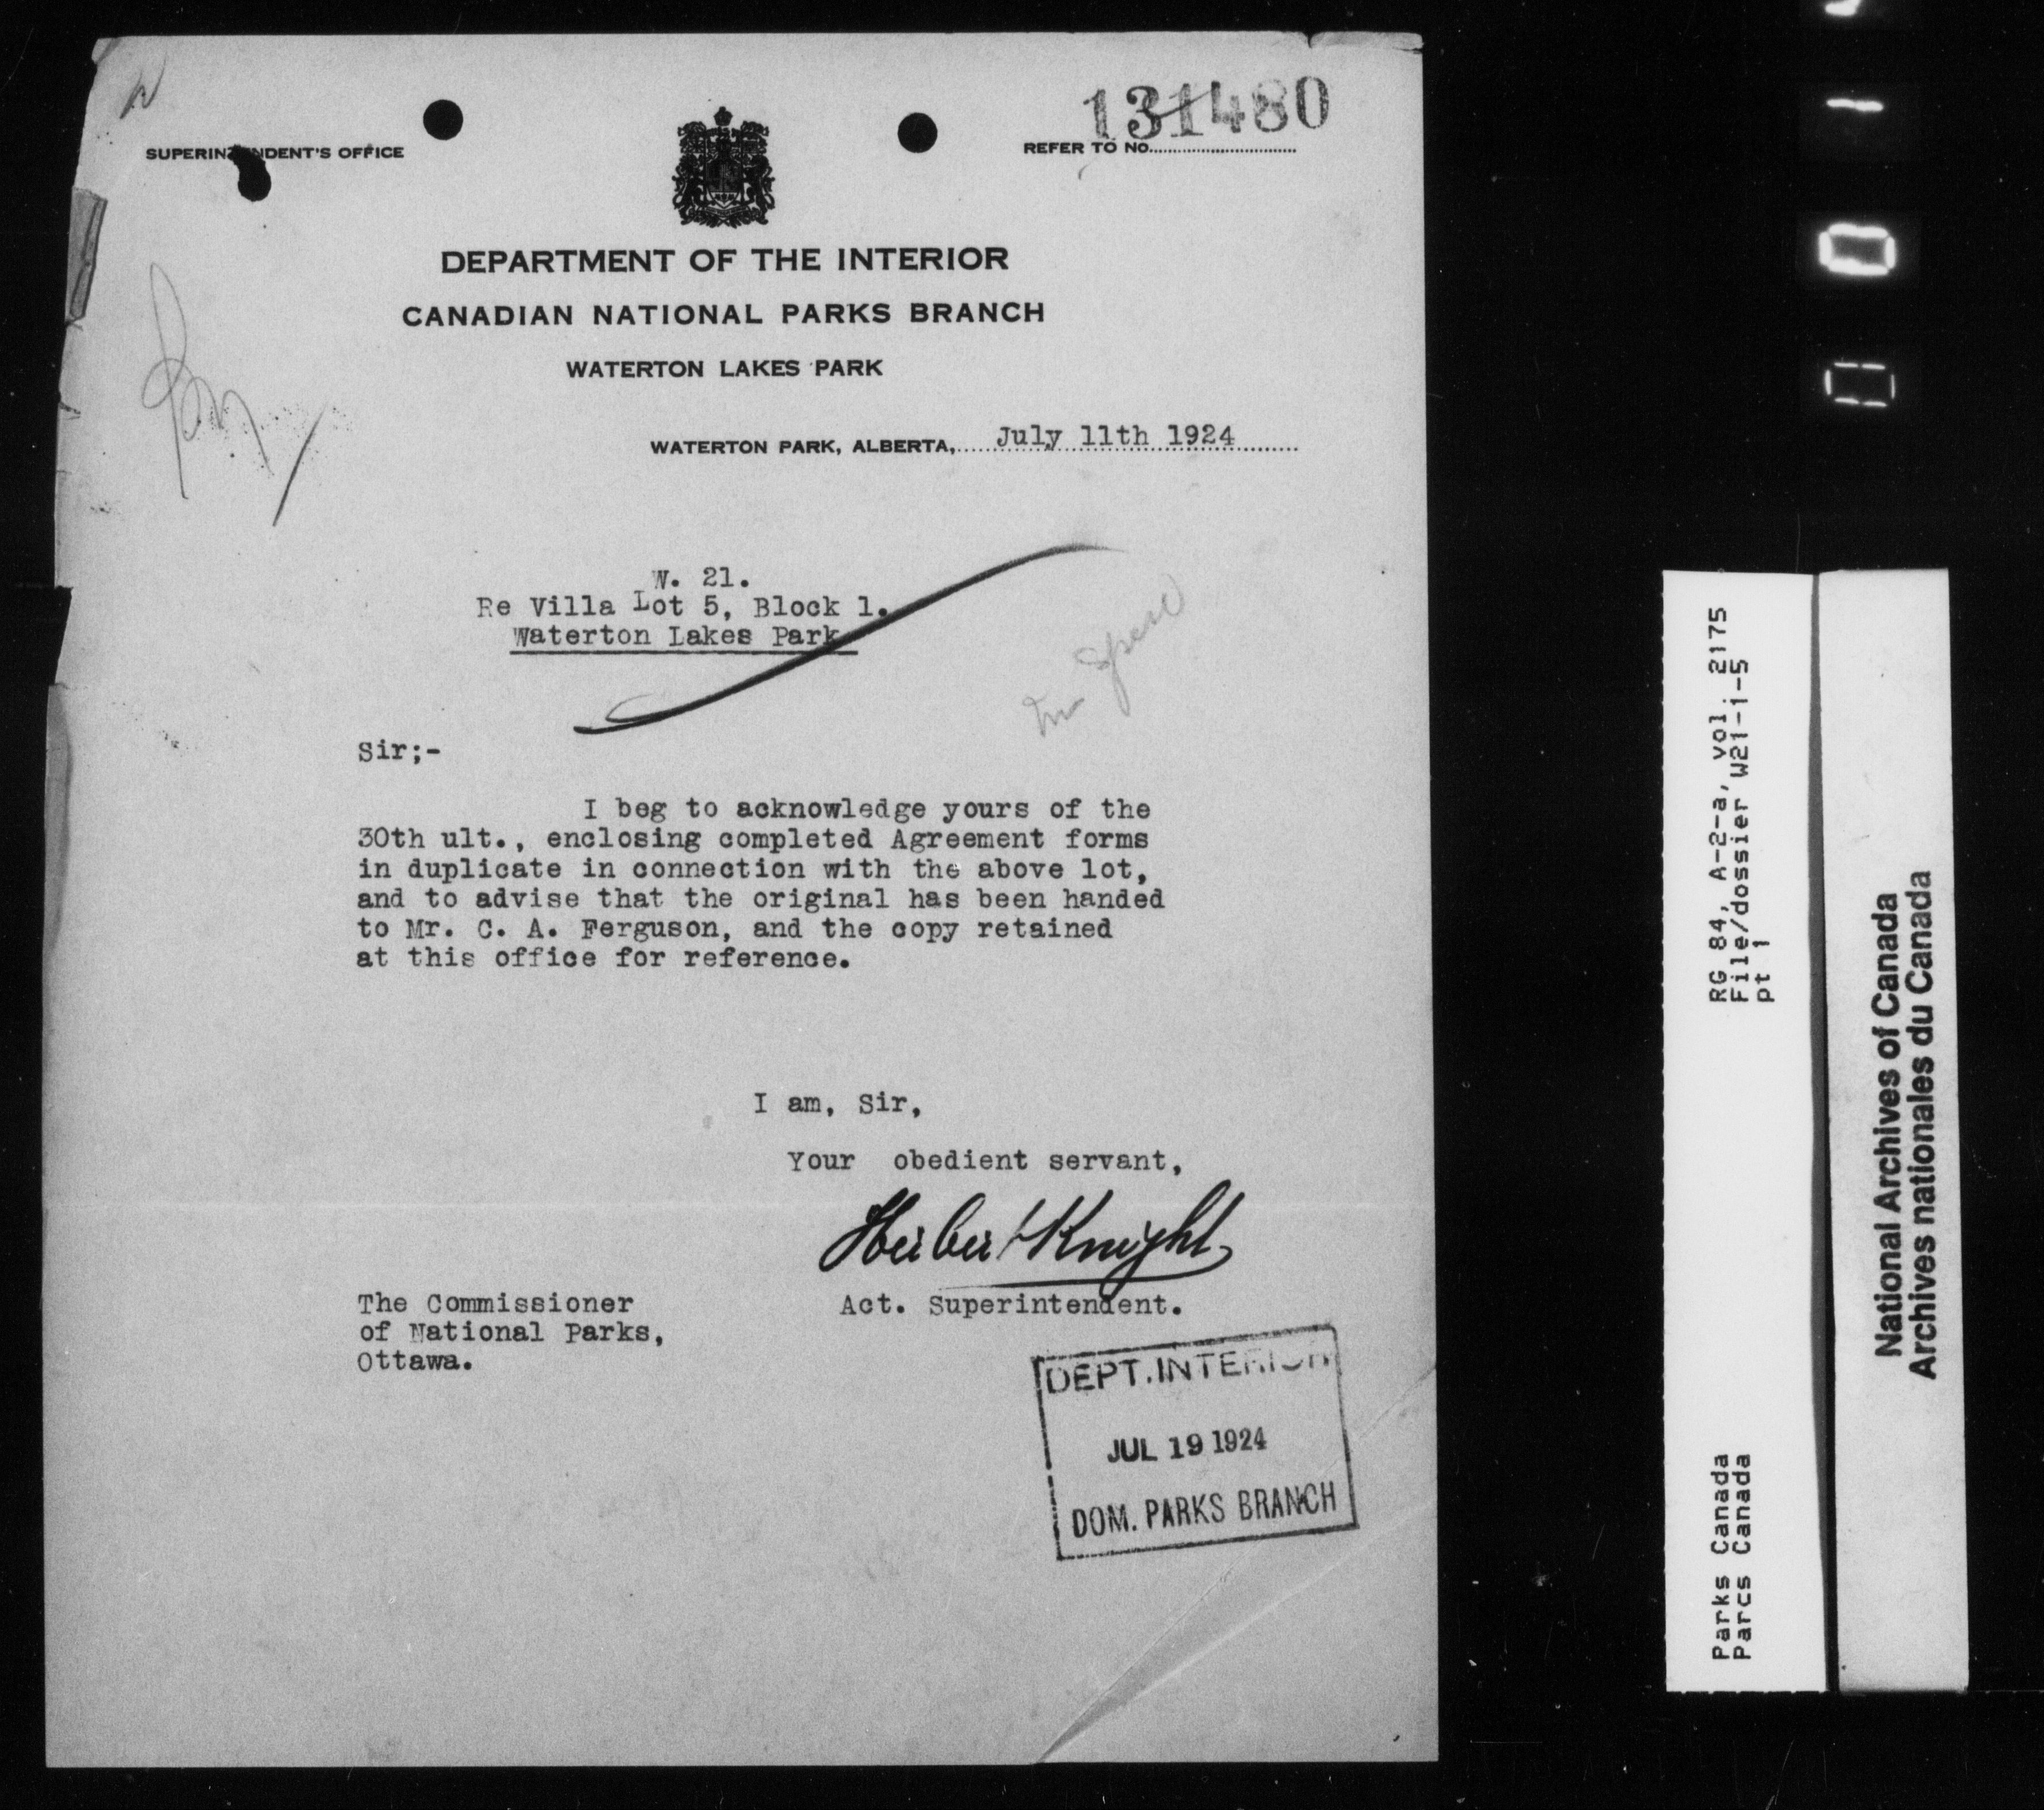 131480
SUPERINTENDENT'S OFFICE
REFER TO NO.
DEPARTMENT OF THE INTERIOR
CANADIAN NATIONAL PARKS BRANCH
WATERTON LAKES PARK
WATERTON PARK, ALBERTA, July 11th 1924
W. 21.
Re Villa Lot 5, Block 1.
Waterton Lakes Park
Sir;-
I beg to acknowledge yours of the
30th ult., enclosing completed Agreement forms
in duplicate in connection with the above lot,
and to advise that the original has been handed
to Mr. C. A. Ferguson, and the copy retained
at this office for reference.
I am, Sir,
Your obedient servant,
Herbert Knight
Act. Superintendent.
The Commissioner
of National Parks,
Ottawa.
DEPT. INTERIOR
JUL 19 1924
DOM. PARKS BRANCH
RG 84, A-2-a, vol. 2175
File/dossier W21-1-5
pt 1
Parks Canada
Parcs Canada
National Archives of Canada
Archives nationales du Canada